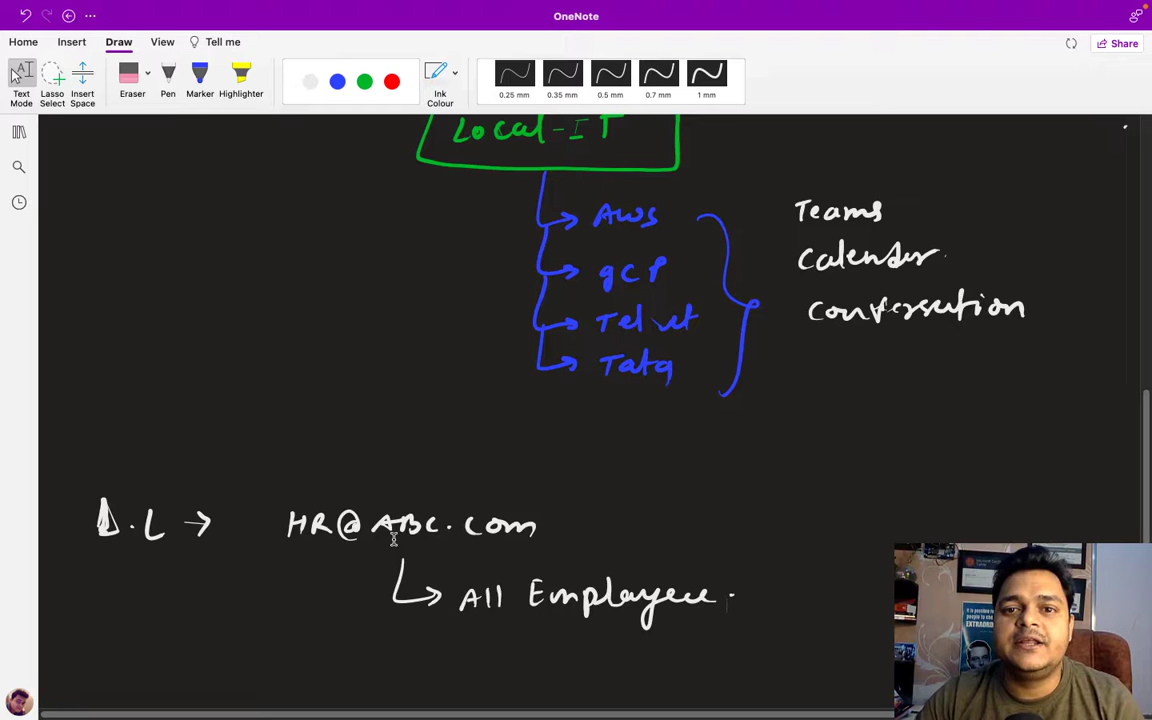 OneNote
Home Insert Draw View Tell me
Share
Text Mode
Lasso Select
Insert Space
Eraser
Pen
Marker
Highlighter
Ink Colour
0.25 mm 0.35 mm 0.5 mm 0.7 mm 1 mm
Local-IT
Aws
gCP
Telnet
Tata
Teams
Calender
Conversation
D.L → HR@ABC.Com
All Employee.
EXTRAORD